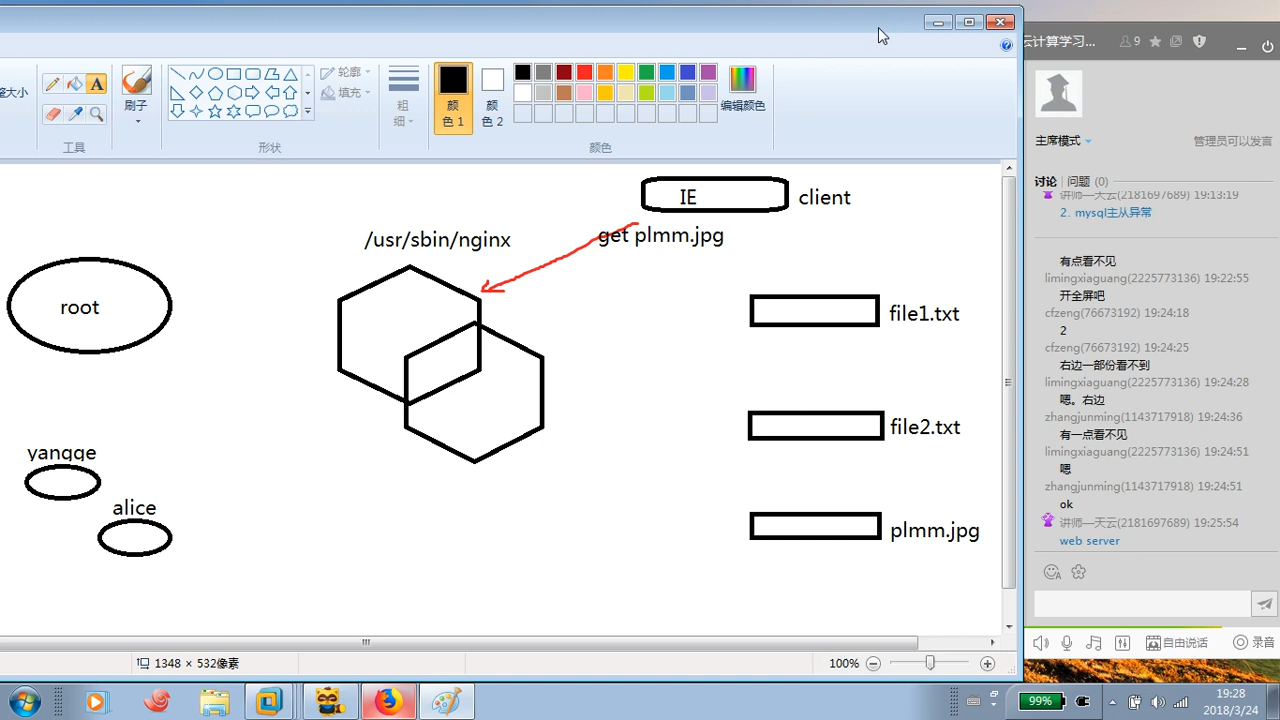 云计算学习...
9
整大小
A
刷子
轮廓
填充
粗
细
颜
色 1
颜
色 2
编辑颜色
工具
形状
颜色
IE
client
get plmm.jpg
/usr/sbin/nginx
root
file1.txt
file2.txt
yangge
alice
plmm.jpg
1348 × 532像素
100%
主席模式
管理员可以发言
讨论
问题 (0)
讲师—天云(2181697689) 19:13:19
2. mysql主从异常
有点看不见
limingxiaguang(2225773136) 19:22:55
开全屏吧
cfzeng(76673192) 19:24:18
2
cfzeng(76673192) 19:24:25
右边一部份看不到
limingxiaguang(2225773136) 19:24:28
嗯。右边
zhangjunming(1143717918) 19:24:36
有一点看不见
limingxiaguang(2225773136) 19:24:51
嗯
zhangjunming(1143717918) 19:24:51
ok
讲师—天云(2181697689) 19:25:54
web server
自由说话
录音
99%
19:28
2018/3/24